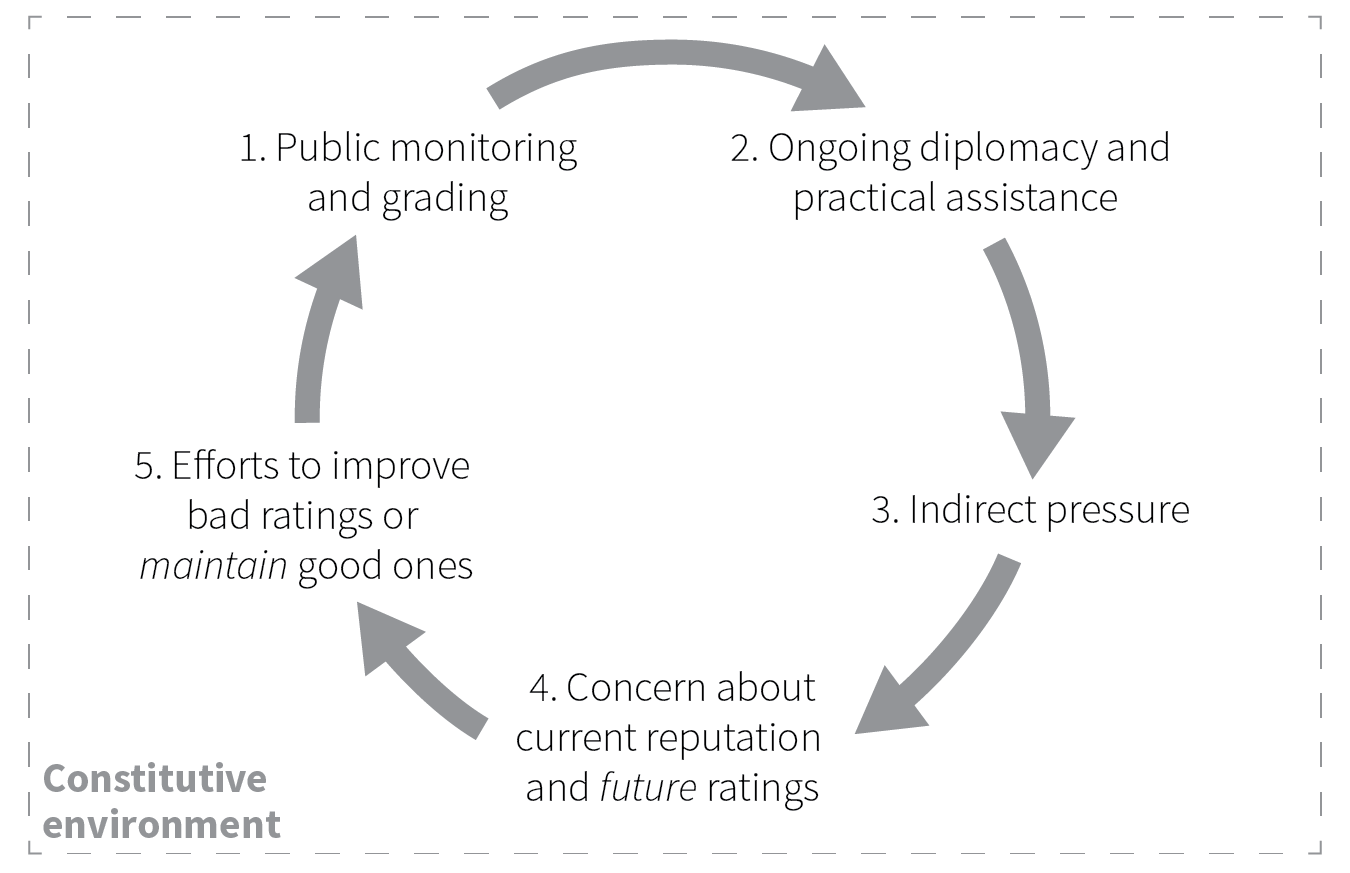 1. Public monitoring
and grading
2. Ongoing diplomacy and
practical assistance
3. Indirect pressure
4. Concern about
current reputation
and future ratings
5. Efforts to improve
bad ratings or
maintain good ones
Constitutive
environment